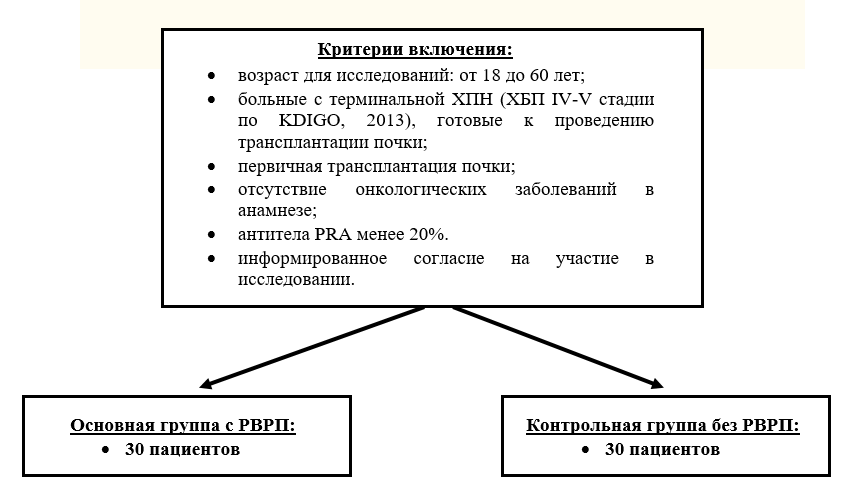 Критерии включения:
• возраст для исследований: от 18 до 60 лет;
• больные с терминальной ХПН (ХБП IV-V стадии
по KDIGO, 2013), готовые к проведению
трансплантации почки;
• первичная трансплантация почки;
• отсутствие онкологических заболеваний в
анамнезе;
• антитела PRA менее 20%.
• информированное согласие на участие в
исследовании.
Основная группа с РВРП:
• 30 пациентов
Контрольная группа без РВРП:
• 30 пациентов